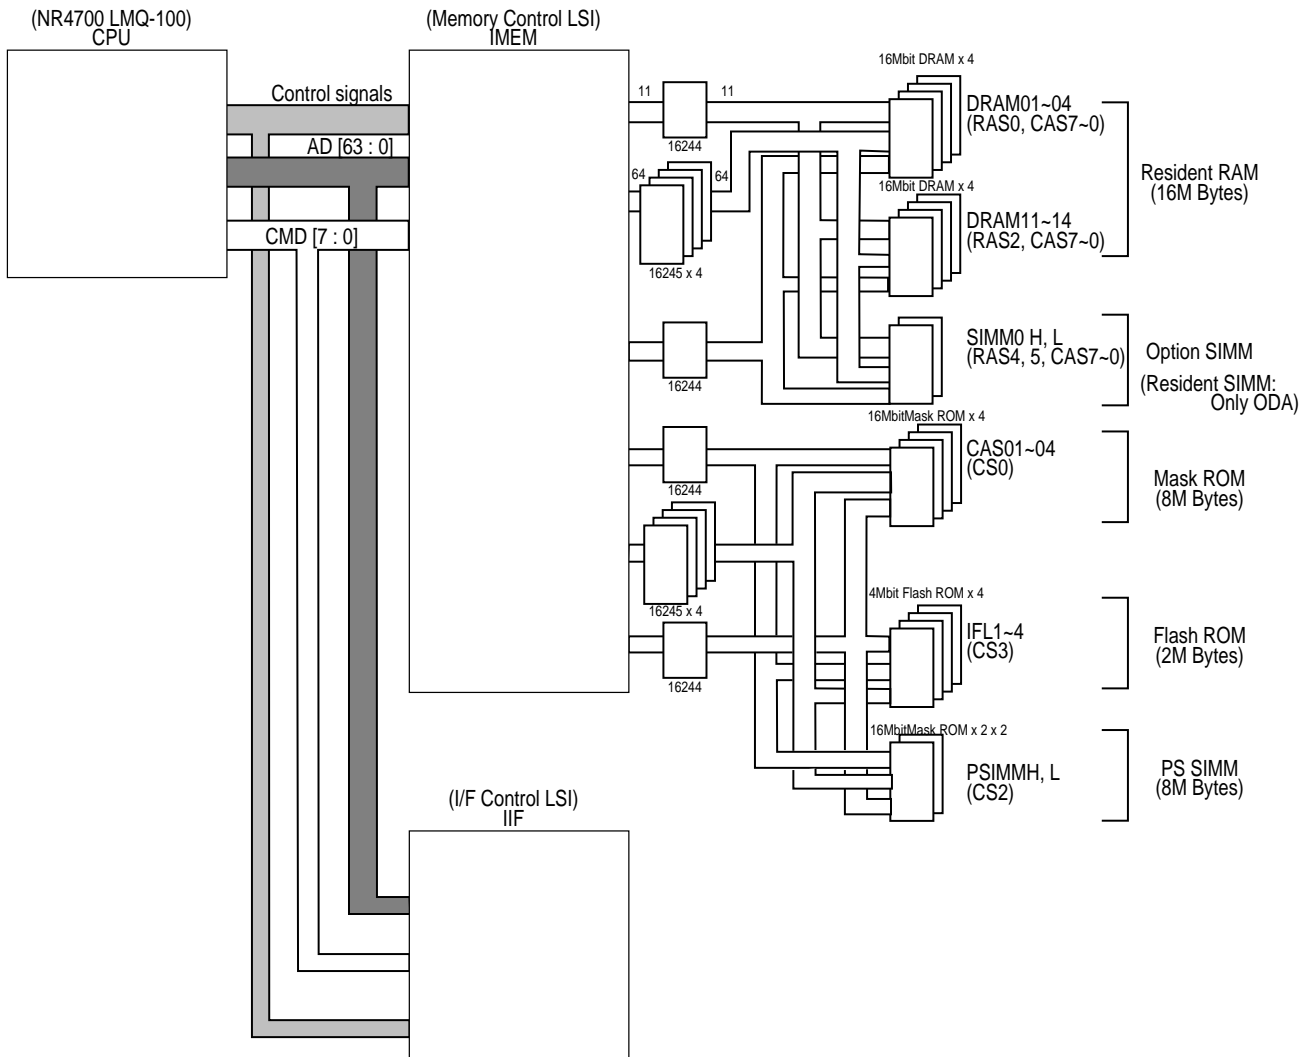 (NR4700 LMQ-100)
CPU
(Memory Control LSI)
IMEM
Control signals
AD [63 : 0]
CMD [7 : 0]
11
11
16244
64
64
16245 x 4
16244
16244
16245 x 4
16244
16Mbit DRAM x 4
DRAM01~04
(RAS0, CAS7~0)
16Mbit DRAM x 4
DRAM11~14
(RAS2, CAS7~0)
Resident RAM
(16M Bytes)
SIMM0 H, L
(RAS4, 5, CAS7~0)
Option SIMM
(Resident SIMM:
Only ODA)
16MbitMask ROM x 4
CAS01~04
(CS0)
Mask ROM
(8M Bytes)
4Mbit Flash ROM x 4
IFL1~4
(CS3)
Flash ROM
(2M Bytes)
16MbitMask ROM x 2 x 2
PSIMMH, L
(CS2)
PS SIMM
(8M Bytes)
(I/F Control LSI)
IIF